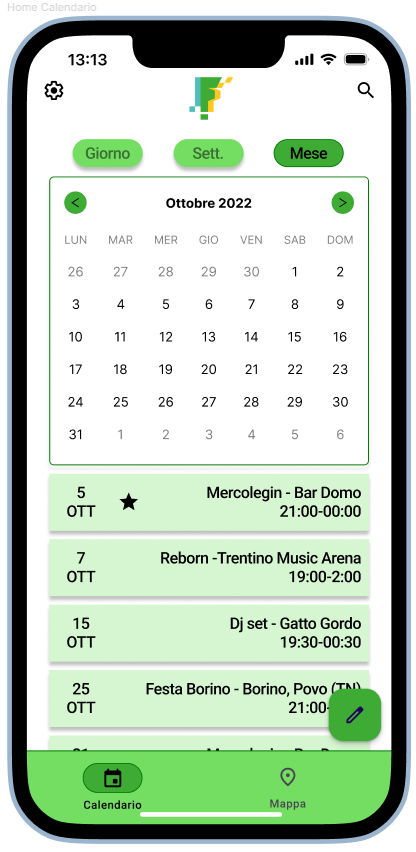 Home Calendario
13:13
Giorno Sett. Mese
< Ottobre 2022 >
LUN MAR MER GIO VEN SAB DOM
26 27 28 29 30 1 2
3 4 5 6 7 8 9
10 11 12 13 14 15 16
17 18 19 20 21 22 23
24 25 26 27 28 29 30
31 1 2 3 4 5 6
5 Mercolegin - Bar Domo
OTT 21:00-00:00
7 Reborn -Trentino Music Arena
OTT 19:00-2:00
15 Dj set - Gatto Gordo
OTT 19:30-00:30
25 Festa Borino - Borino, Povo (TN)
OTT 21:00-
Calendario Mappa